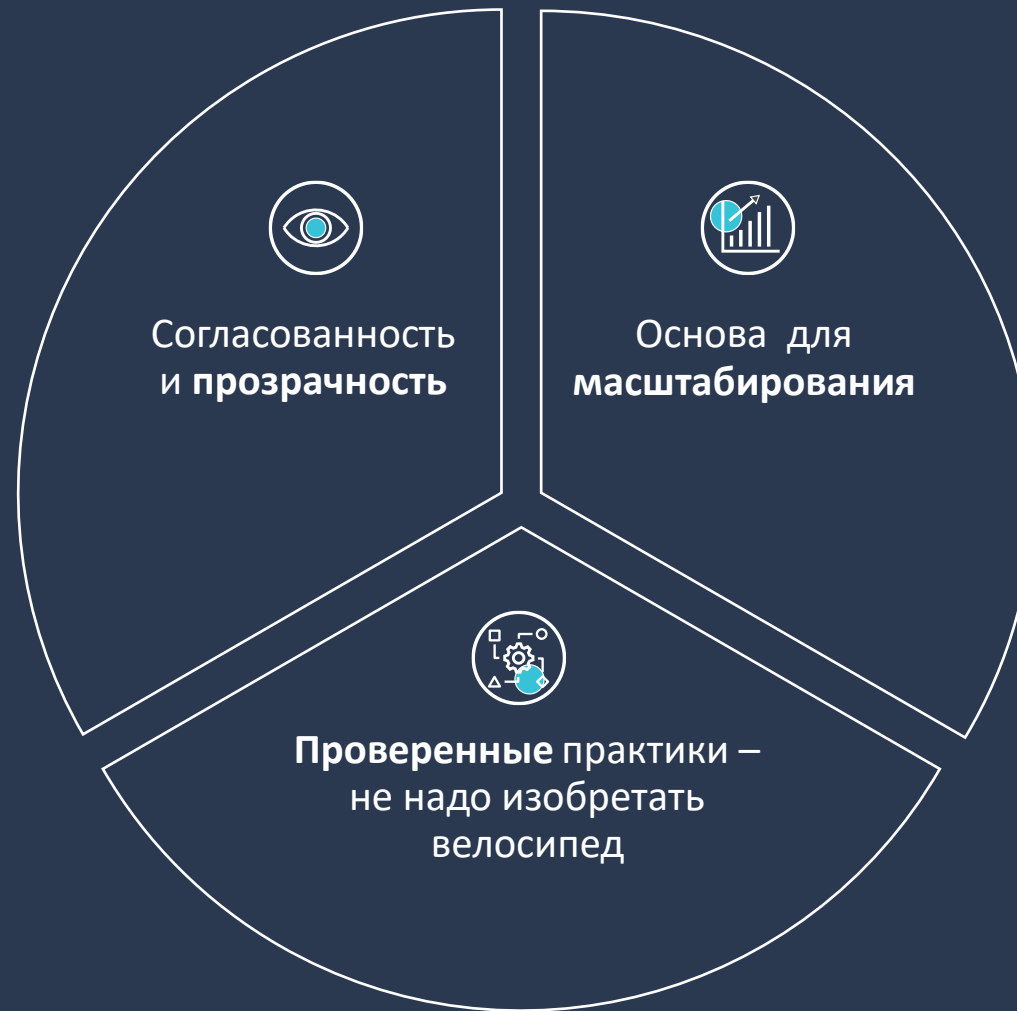 Согласованность
и прозрачность
Основа для
масштабирования
Проверенные практики –
не надо изобретать
велосипед